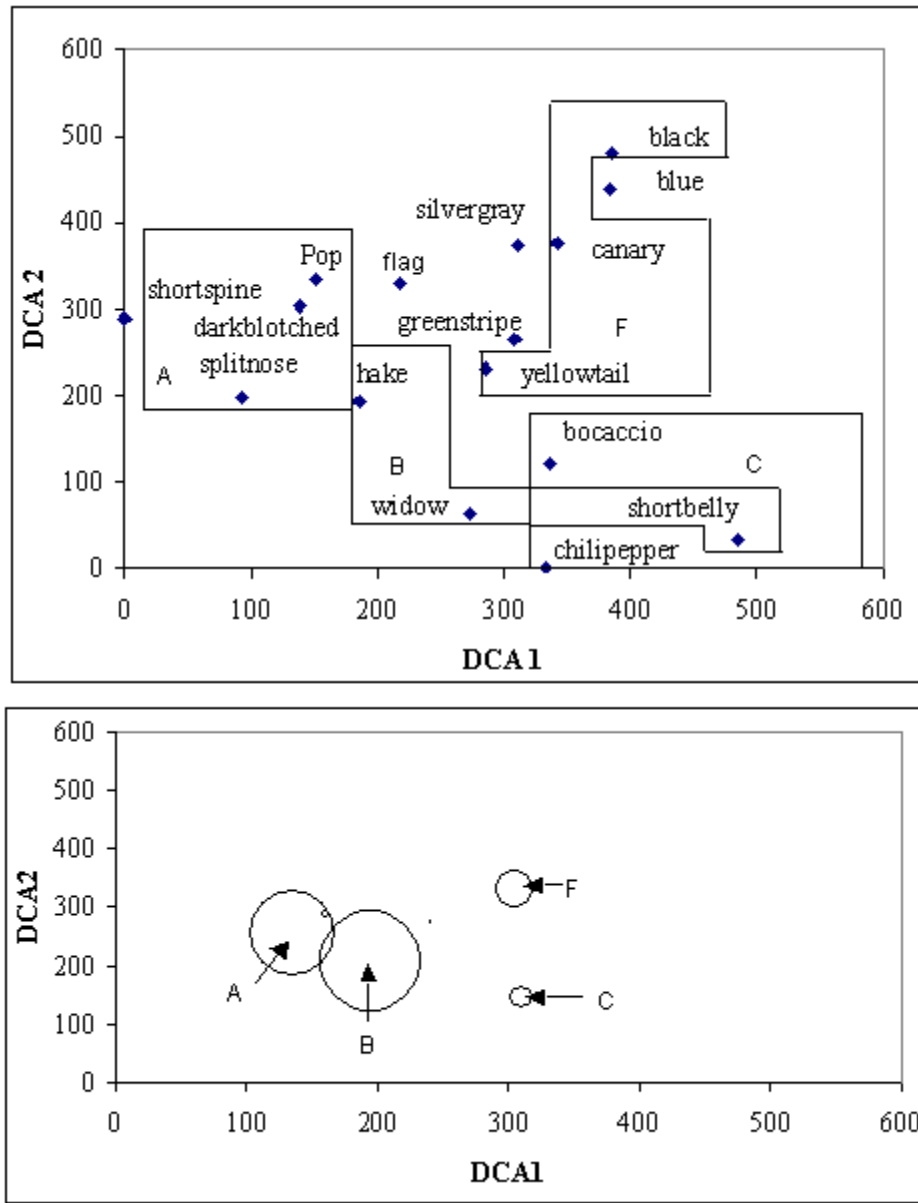 600
500
black
blue
silvergray
400
Pop
flag
canary
shortspine
300
darkblotched
greenstripe
F
splitnose
A
hake
yellowtail
200
bocaccio
B
C
100
widow
shortbelly
chilipepper
0
0 100 200 300 400 500 600
DCA 2
DCA 1
600
500
400
F
300
200
A
C
100
B
0
0 100 200 300 400 500 600
DCA2
DCA1